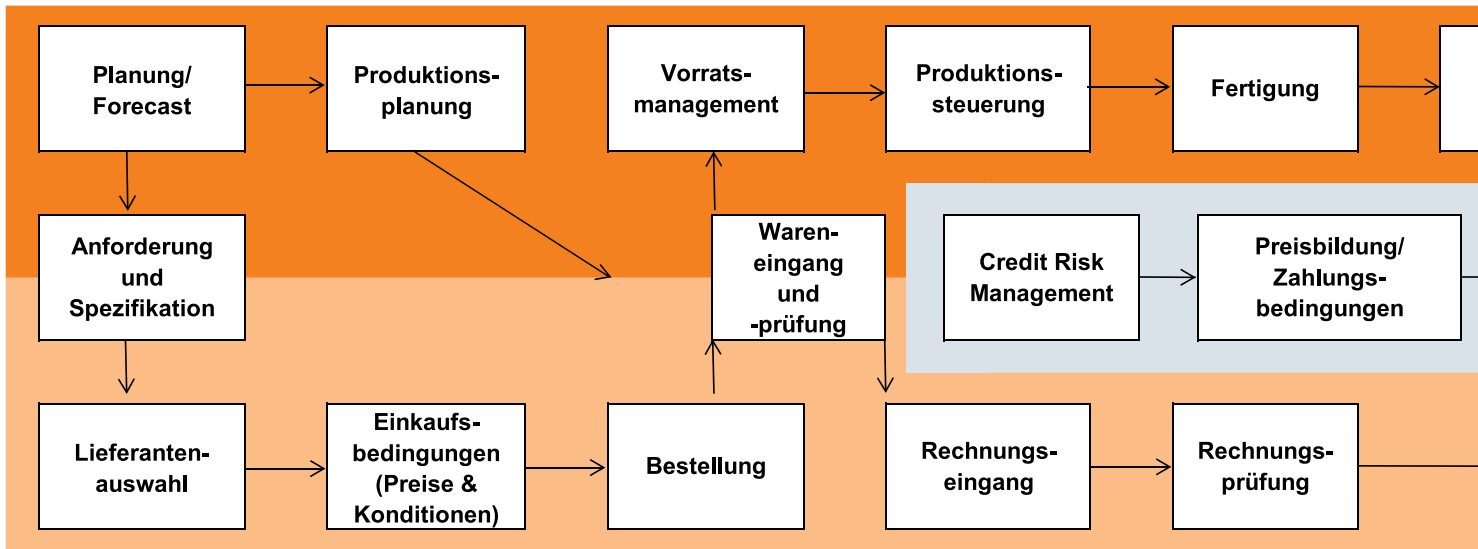 Planung/
Forecast
Produktions-
planung
Vorrats-
management
Produktions-
steuerung
Fertigung
Anforderung
und
Spezifikation
Waren-
eingang
und
-prüfung
Credit Risk
Management
Preisbildung/
Zahlungs-
bedingungen
Lieferanten-
auswahl
Einkaufs-
bedingungen
(Preise &
Konditionen)
Bestellung
Rechnungs-
eingang
Rechnungs-
prüfung